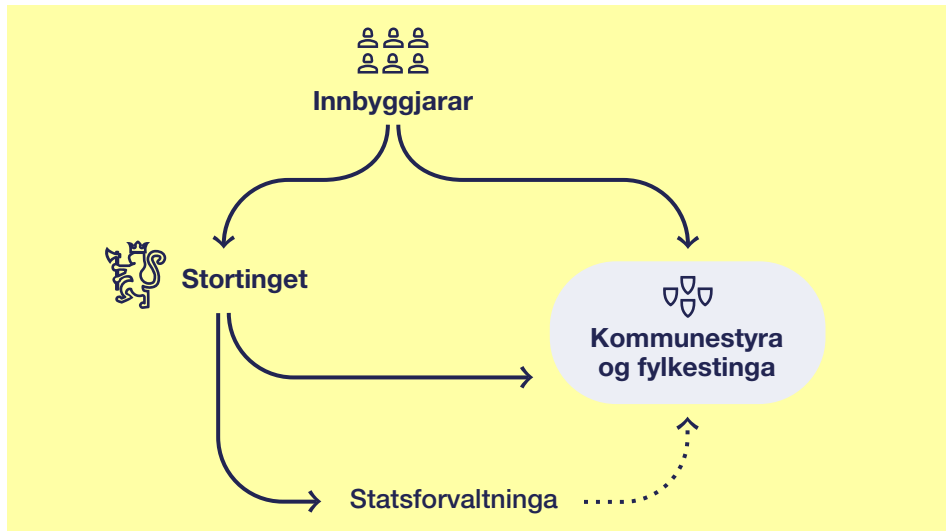 Innbyggjarar
Stortinget
Kommunestyra
og fylkestinga
Statsforvaltninga